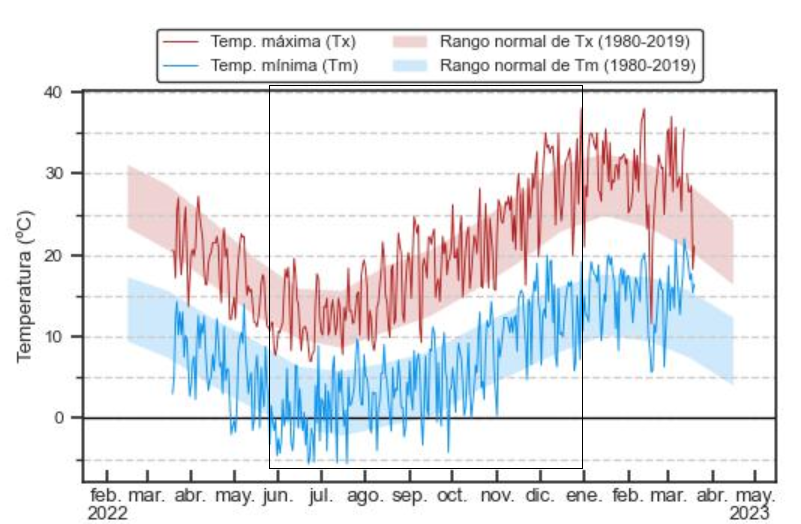 Temp. máxima (Tx) Rango normal de Tx (1980-2019)
Temp. mínima (Tm) Rango normal de Tm (1980-2019)
Temperatura (ºC)
40
30
20
10
0
feb. mar. abr. may. jun. jul. ago. sep. oct. nov. dic. ene. feb. mar. abr. may.
2022 2023